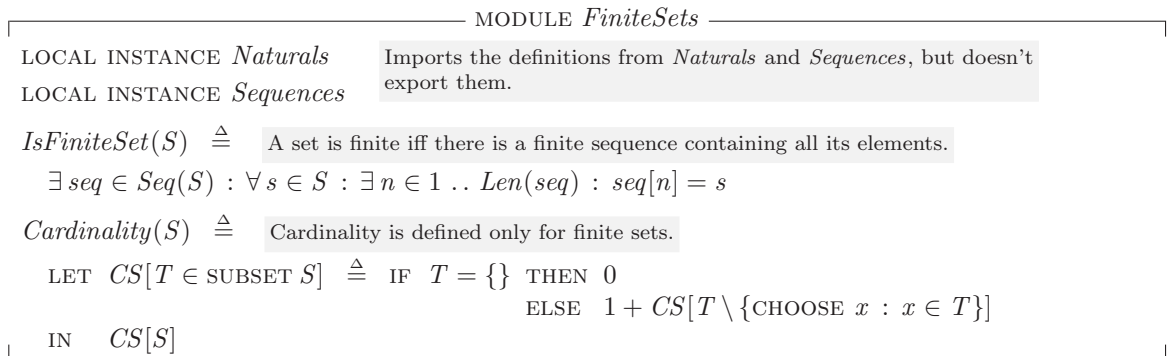 MODULE FiniteSets
LOCAL INSTANCE Naturals Imports the definitions from Naturals and Sequences, but doesn't
LOCAL INSTANCE Sequences export them.
IsFiniteSet(S) ≜ A set is finite iff there is a finite sequence containing all its elements.
∃ seq ∈ Seq(S) : ∀ s ∈ S : ∃ n ∈ 1 .. Len(seq) : seq[n] = s
Cardinality(S) ≜ Cardinality is defined only for finite sets.
LET CS[T ∈ SUBSET S] ≜ IF T = {} THEN 0
ELSE 1 + CS[T \ {CHOOSE x : x ∈ T}]
IN CS[S]